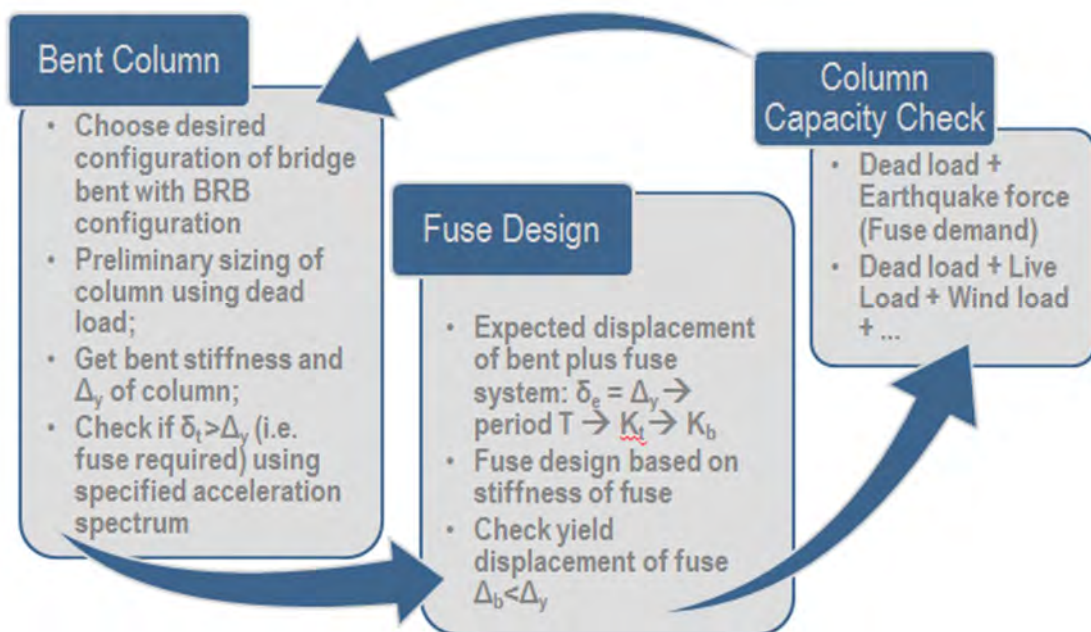 Bent Column
• Choose desired
configuration of bridge
bent with BRB
configuration
• Preliminary sizing of
column using dead
load;
• Get bent stiffness and
Δy of column;
• Check if δt>Δy (i.e.
fuse required) using
specified acceleration
spectrum
Fuse Design
• Expected displacement
of bent plus fuse
system: δe = Δy →
period T → Kt → Kb
• Fuse design based on
stiffness of fuse
• Check yield
displacement of fuse
Δb<Δy
Column
Capacity Check
• Dead load +
Earthquake force
(Fuse demand)
• Dead load + Live
Load + Wind load
+ ...